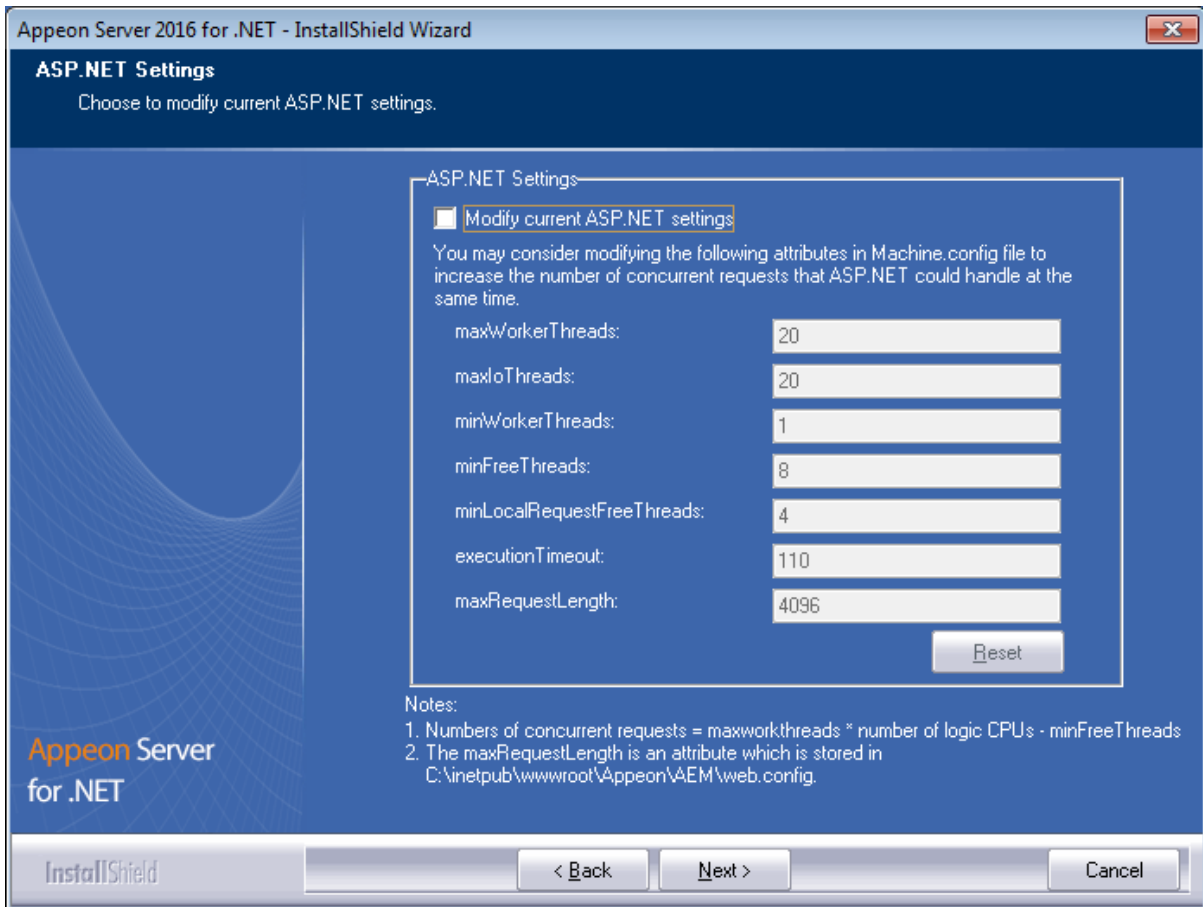 Appeon Server 2016 for .NET - InstallShield Wizard
ASP.NET Settings
Choose to modify current ASP.NET settings.
ASP.NET Settings
Modify current ASP.NET settings
You may consider modifying the following attributes in Machine.config file to
increase the number of concurrent requests that ASP.NET could handle at the
same time.
maxWorkerThreads: 20
maxIoThreads: 20
minWorkerThreads: 1
minFreeThreads: 8
minLocalRequestFreeThreads: 4
executionTimeout: 110
maxRequestLength: 4096
Reset
Notes:
1. Numbers of concurrent requests = maxworkthreads * number of logic CPUs - minFreeThreads
2. The maxRequestLength is an attribute which is stored in
C:\inetpub\wwwroot\Appeon\AEM\web.config.
Appeon Server
for .NET
InstallShield
< Back
Next >
Cancel